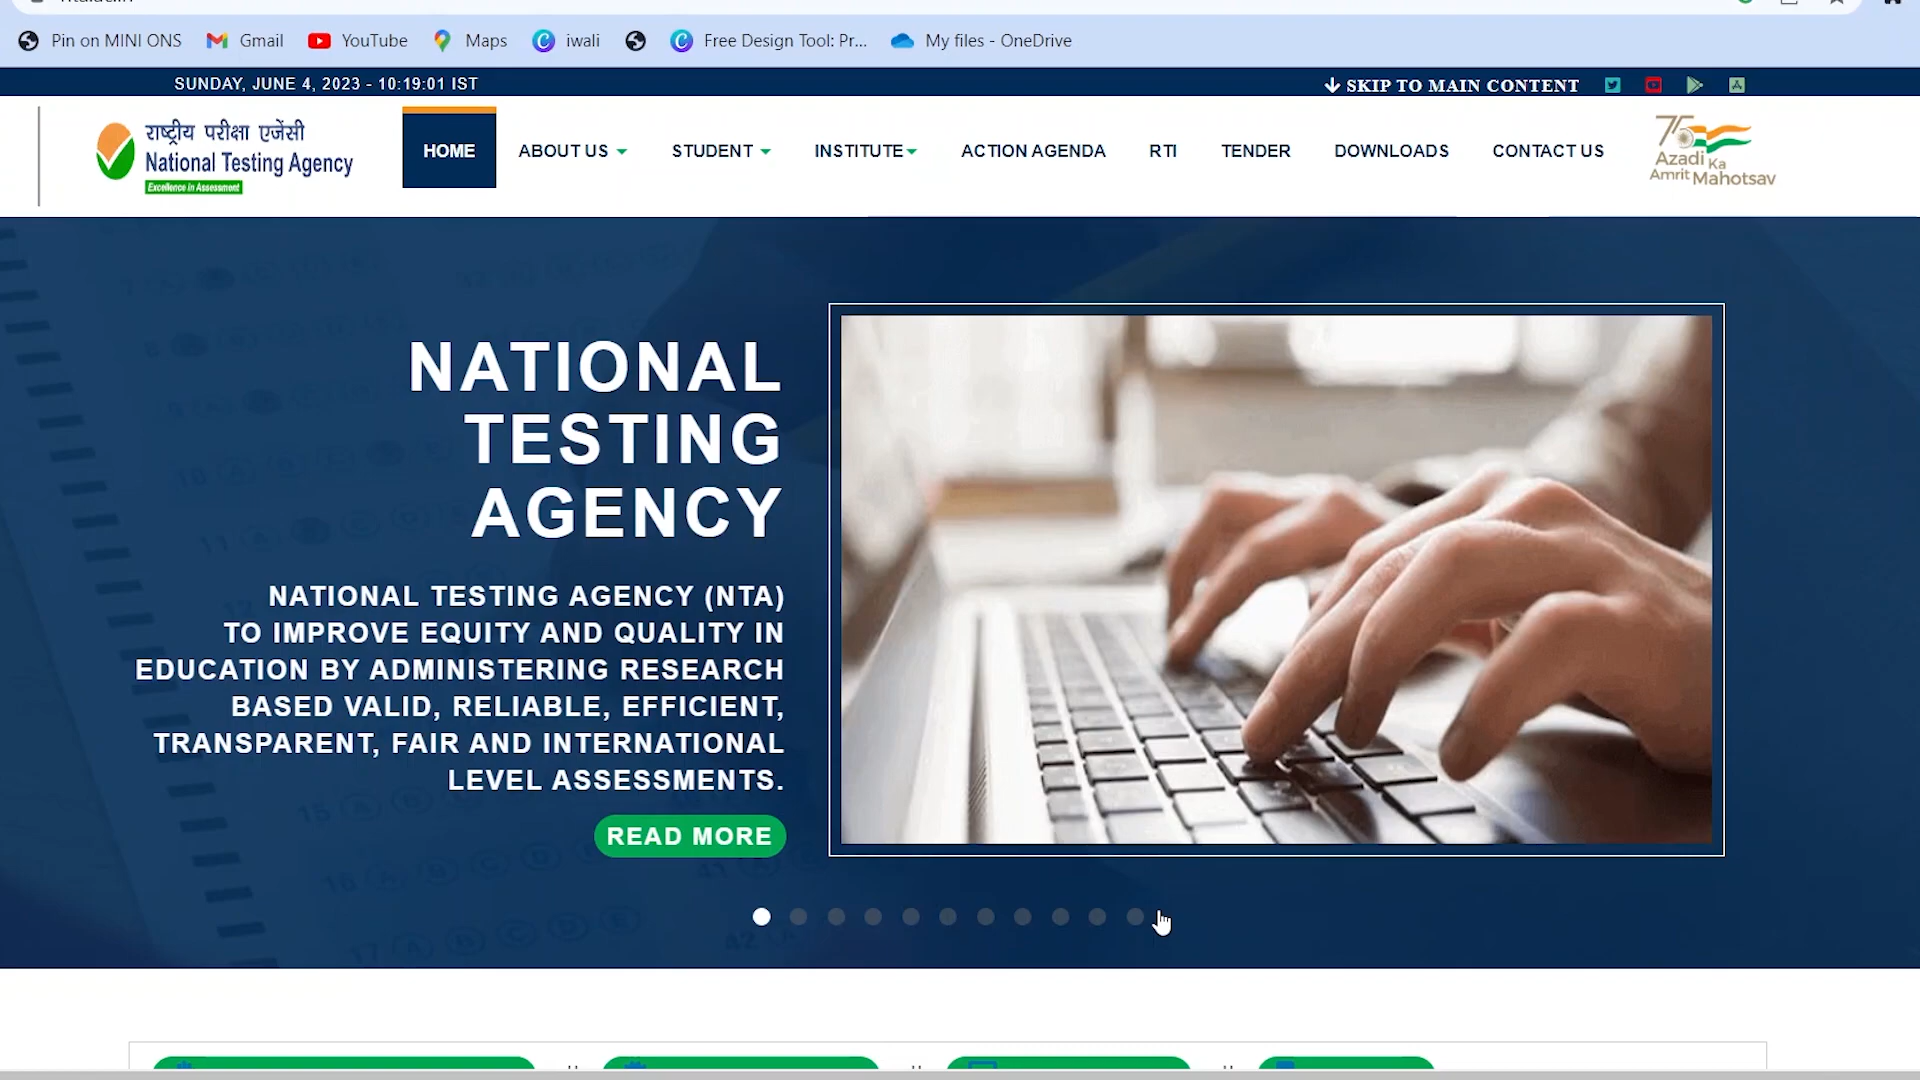 Pin on MINI ONS Gmail YouTube Maps iwali Free Design Tool: Pr... My files - OneDrive
SUNDAY, JUNE 4, 2023 - 10:19:01 IST SKIP TO MAIN CONTENT
राष्ट्रीय परीक्षा एजेंसी
National Testing Agency
Excellence in Assessment
HOME ABOUT US STUDENT INSTITUTE ACTION AGENDA RTI TENDER DOWNLOADS CONTACT US
75
Azadi Ka
Amrit Mahotsav
NATIONAL
TESTING
AGENCY
NATIONAL TESTING AGENCY (NTA)
TO IMPROVE EQUITY AND QUALITY IN
EDUCATION BY ADMINISTERING RESEARCH
BASED VALID, RELIABLE, EFFICIENT,
TRANSPARENT, FAIR AND INTERNATIONAL
LEVEL ASSESSMENTS.
READ MORE